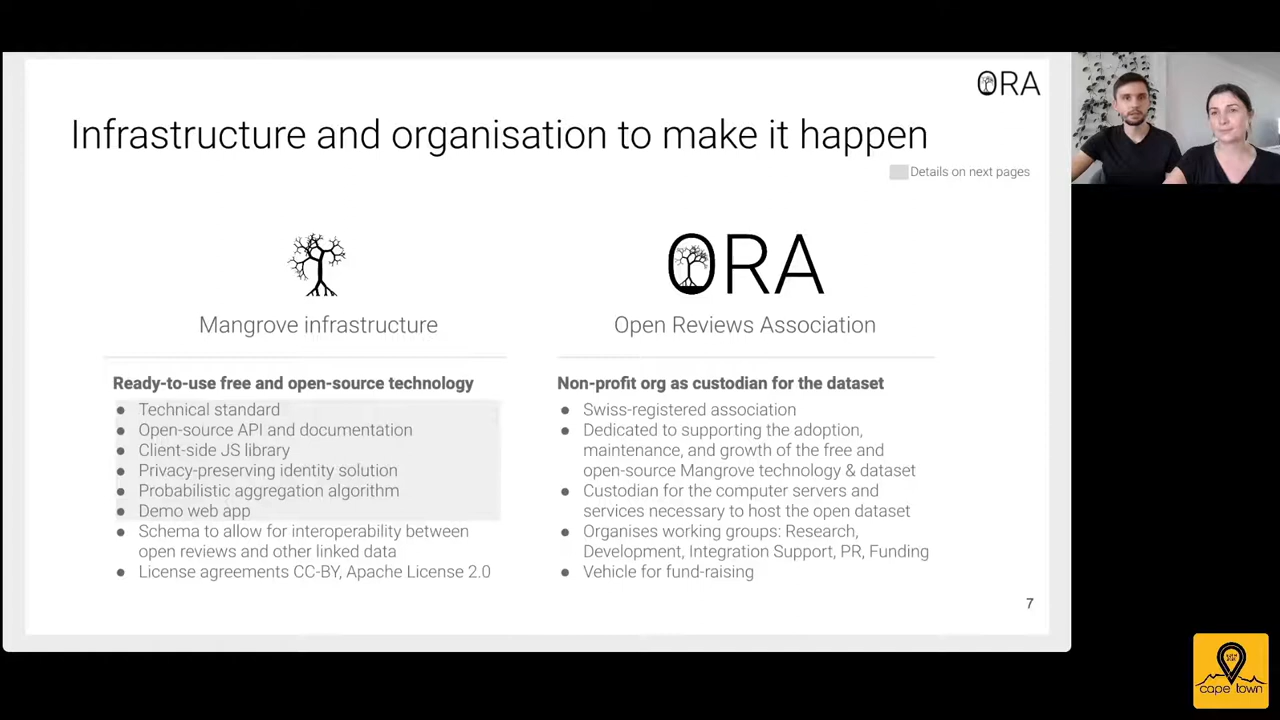 ORA
Infrastructure and organisation to make it happen
Details on next pages
ORA
Mangrove infrastructure
Open Reviews Association
Ready-to-use free and open-source technology
● Technical standard
● Open-source API and documentation
● Client-side JS library
● Privacy-preserving identity solution
● Probabilistic aggregation algorithm
● Demo web app
● Schema to allow for interoperability between
open reviews and other linked data
● License agreements CC-BY, Apache License 2.0
Non-profit org as custodian for the dataset
● Swiss-registered association
● Dedicated to supporting the adoption,
maintenance, and growth of the free and
open-source Mangrove technology & dataset
● Custodian for the computer servers and
services necessary to host the open dataset
● Organises working groups: Research,
Development, Integration Support, PR, Funding
● Vehicle for fund-raising
7
cape town